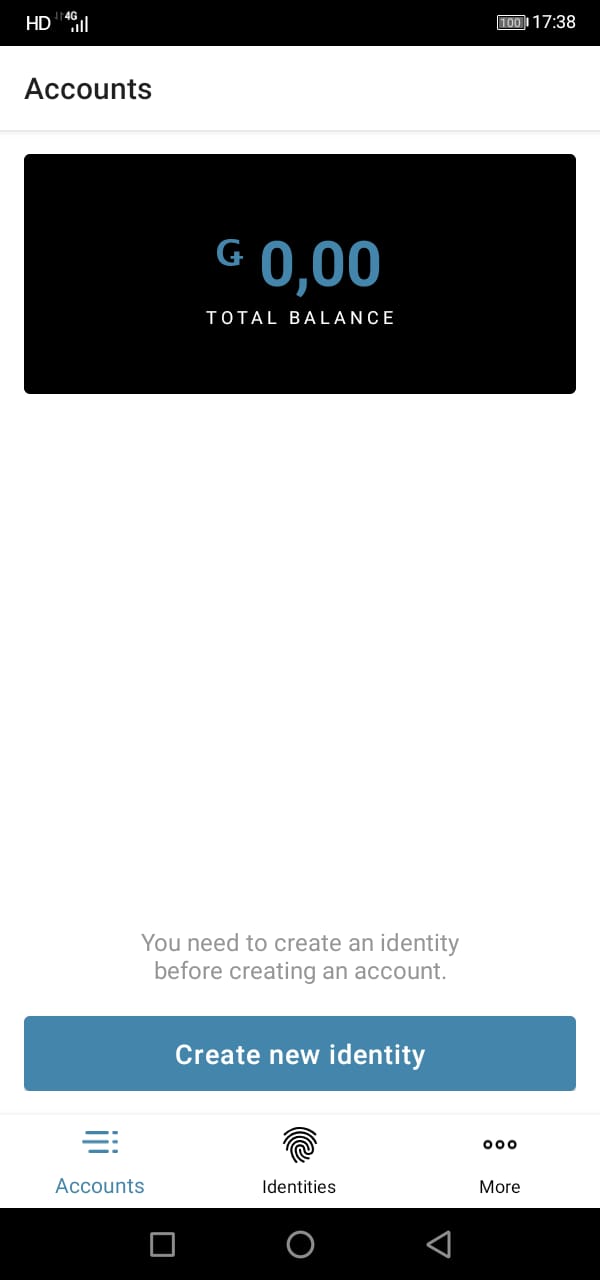 HD 4G 100 17:38
Accounts
0,00
TOTAL BALANCE
You need to create an identity
before creating an account.
Create new identity
Accounts Identities More